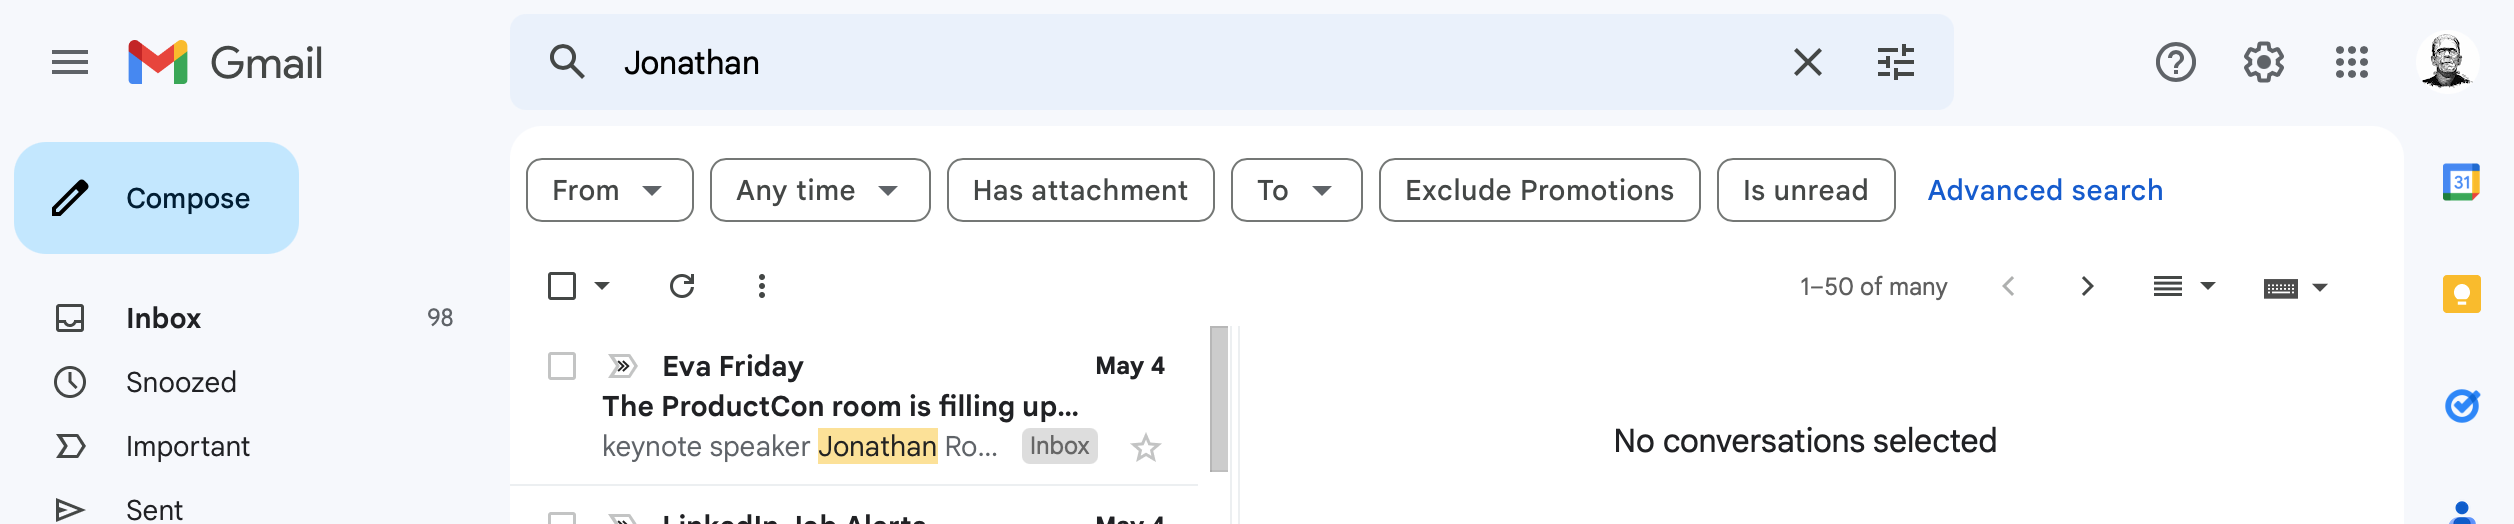 Gmail
Jonathan
Compose
Inbox 98
Snoozed
Important
Sent
From
Any time
Has attachment
To
Exclude Promotions
Is unread
Advanced search
1–50 of many
Eva Friday May 4
The ProductCon room is filling up...
keynote speaker Jonathan Ro... Inbox
LinkedIn Job Alerts May 4
No conversations selected
31